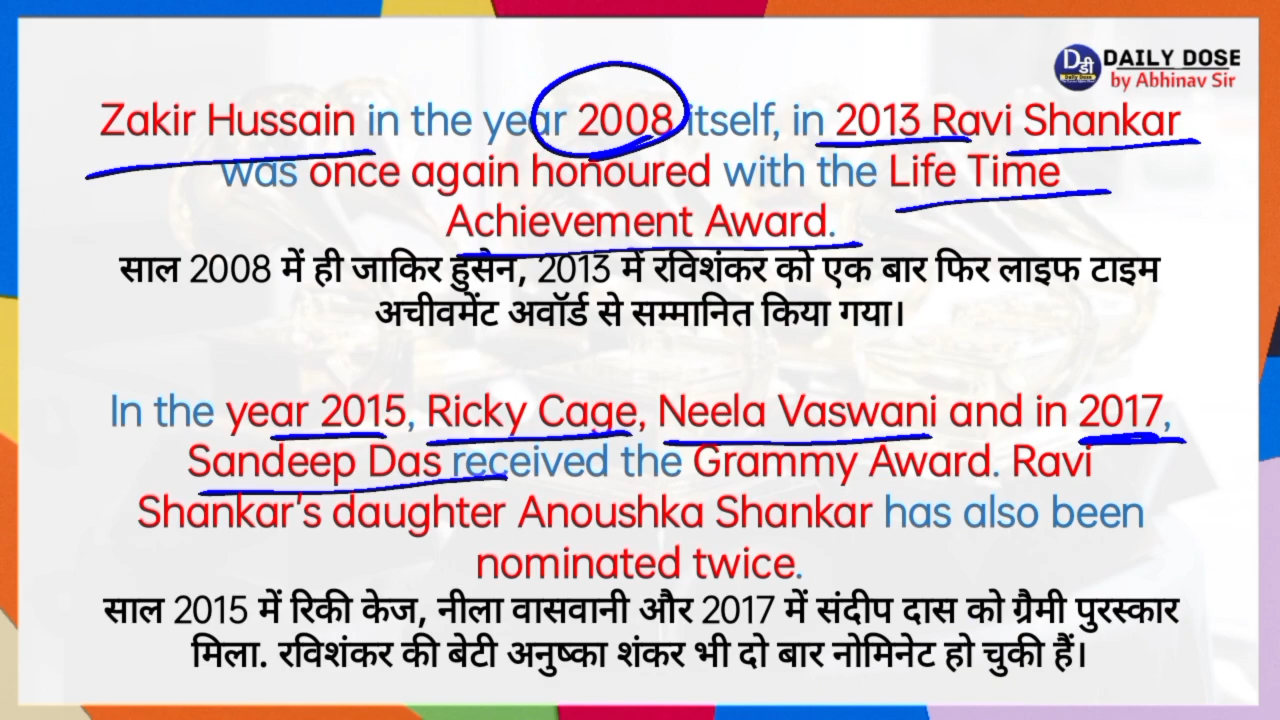 DAILY DOSE
by Abhinav Sir
Zakir Hussain in the year 2008 itself, in 2013 Ravi Shankar
was once again honoured with the Life Time
Achievement Award.
साल 2008 में ही जाकिर हुसैन, 2013 में रविशंकर को एक बार फिर लाइफ टाइम
अचीवमेंट अवॉर्ड से सम्मानित किया गया।
In the year 2015, Ricky Cage, Neela Vaswani and in 2017,
Sandeep Das received the Grammy Award. Ravi
Shankar's daughter Anoushka Shankar has also been
nominated twice.
साल 2015 में रिकी केज, नीला वासवानी और 2017 में संदीप दास को ग्रैमी पुरस्कार
मिला. रविशंकर की बेटी अनुष्का शंकर भी दो बार नोमिनेट हो चुकी हैं।